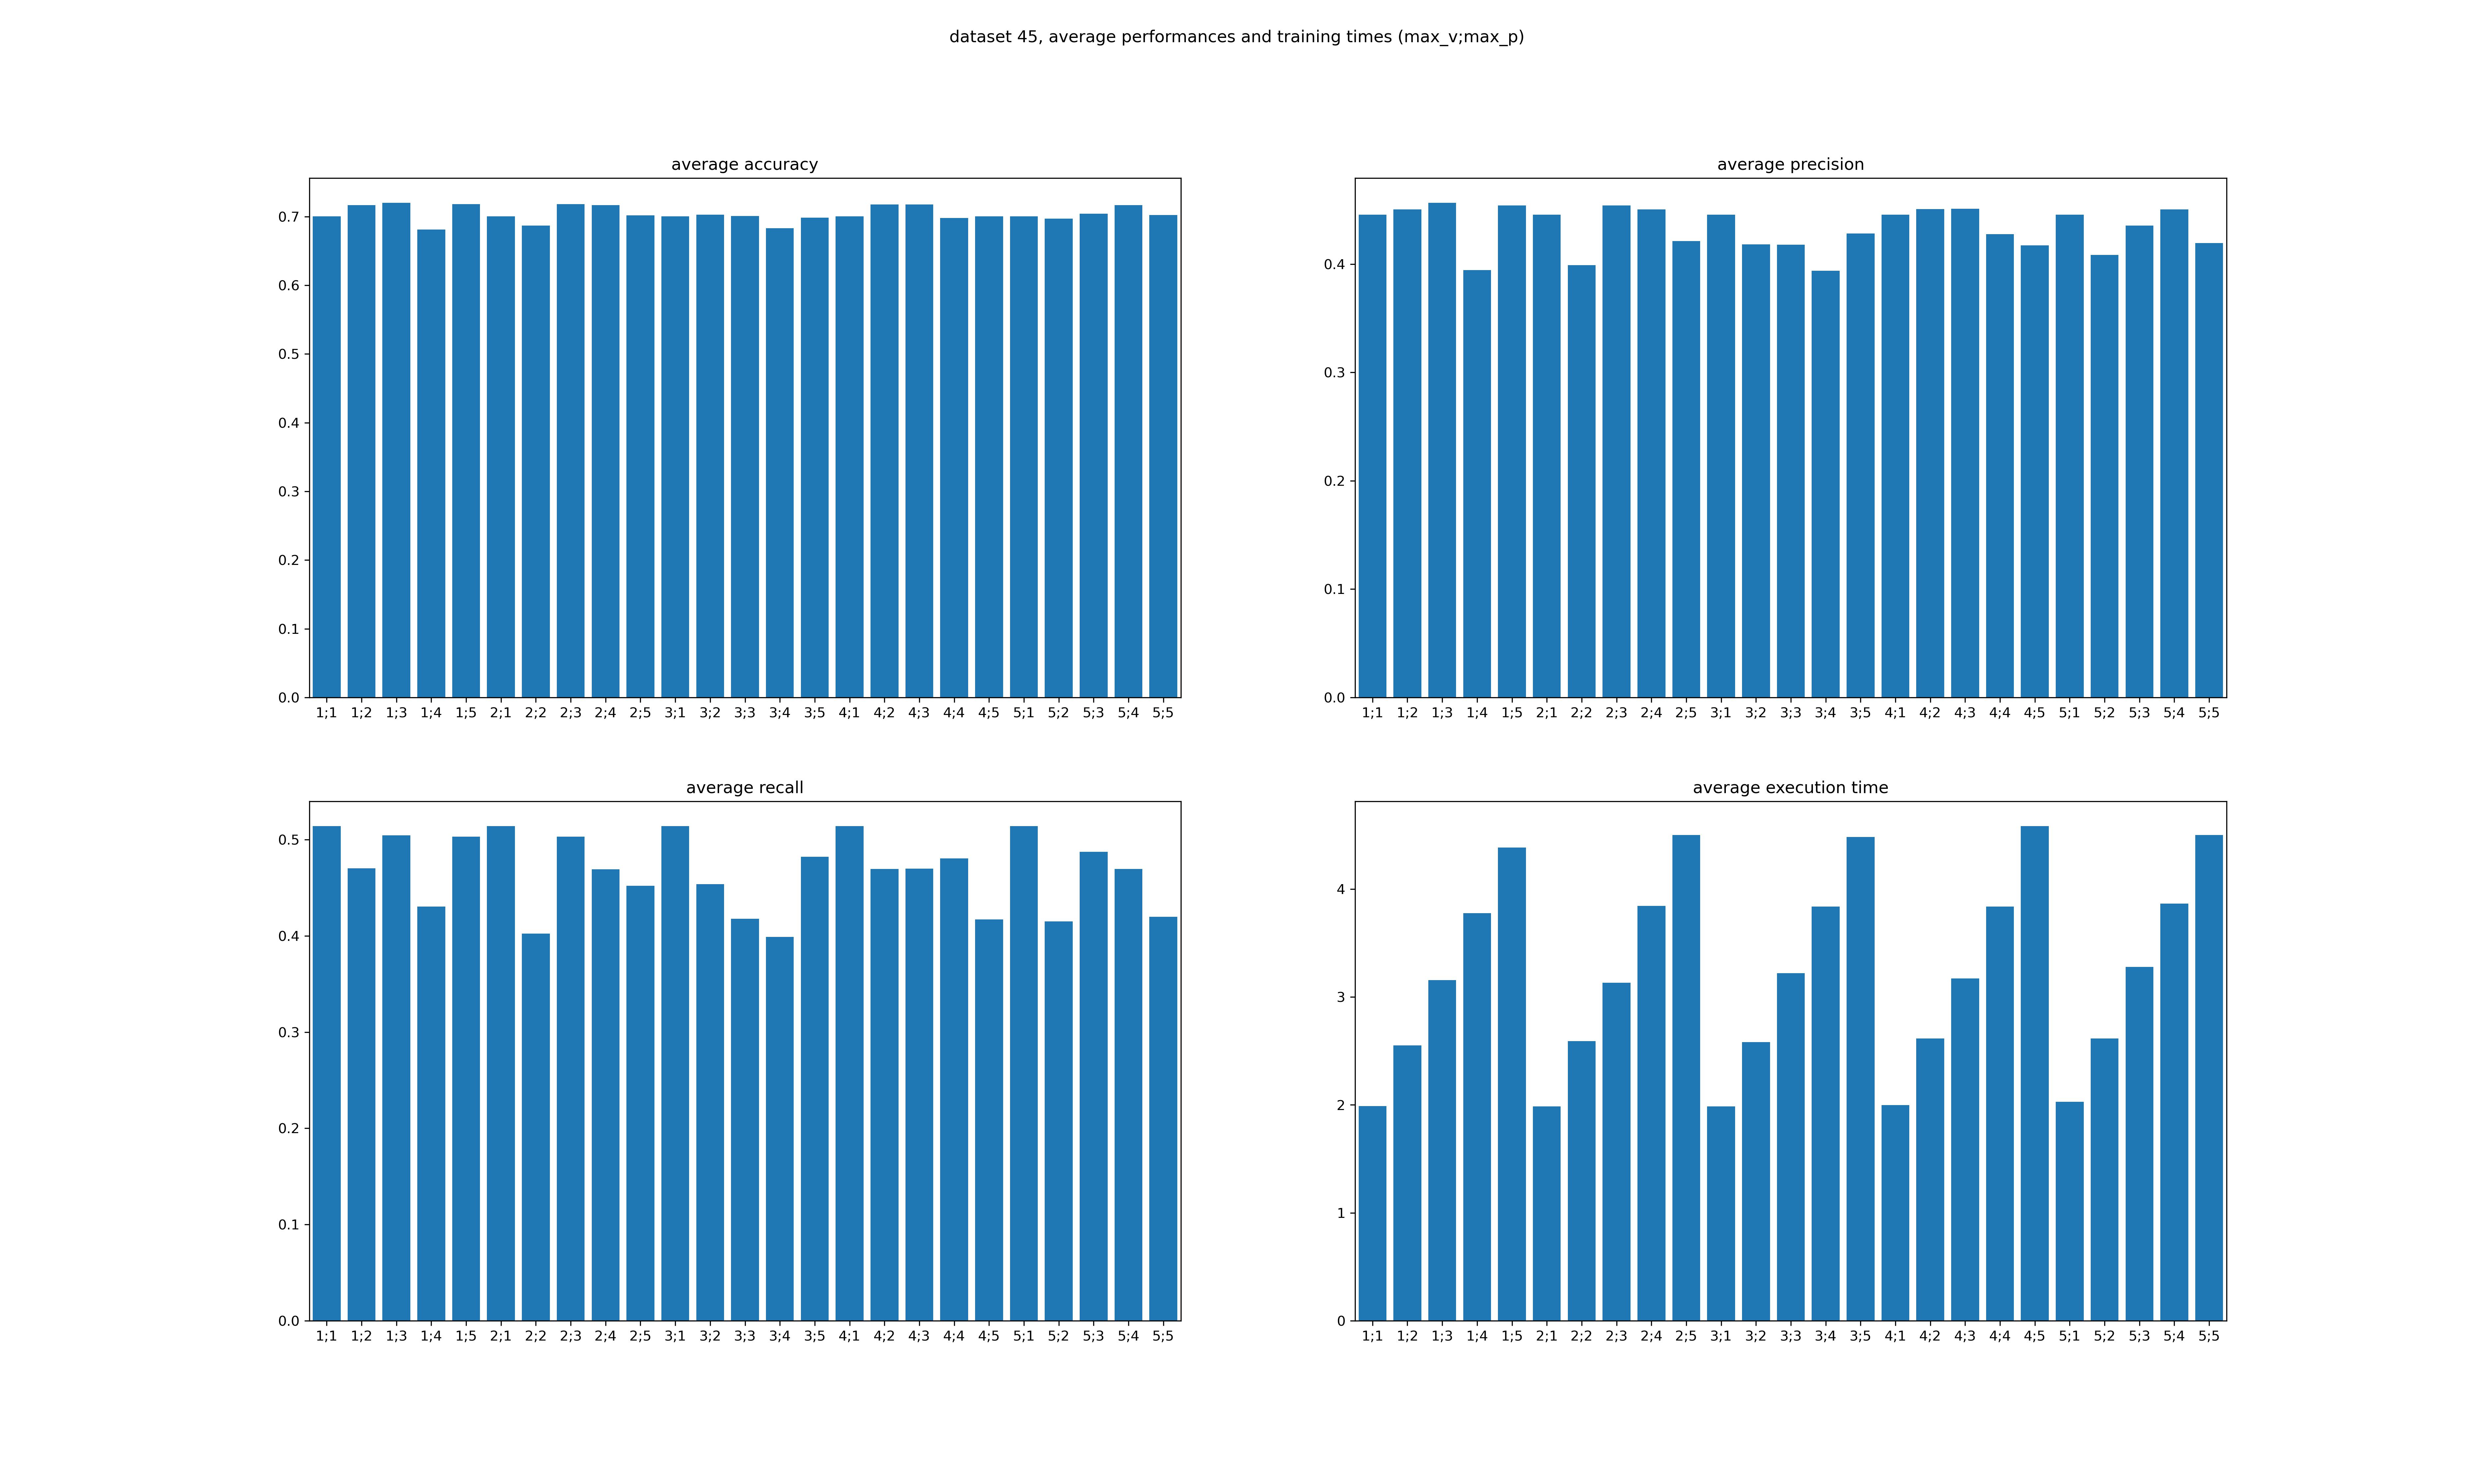 dataset 45, average performances and training times (max_v;max_p)
average accuracy
0.7
0.6
0.5
0.4
0.3
0.2
0.1
0.0
1;1 1;2 1;3 1;4 1;5 2;1 2;2 2;3 2;4 2;5 3;1 3;2 3;3 3;4 3;5 4;1 4;2 4;3 4;4 4;5 5;1 5;2 5;3 5;4 5;5
average precision
0.4
0.3
0.2
0.1
0.0
1;1 1;2 1;3 1;4 1;5 2;1 2;2 2;3 2;4 2;5 3;1 3;2 3;3 3;4 3;5 4;1 4;2 4;3 4;4 4;5 5;1 5;2 5;3 5;4 5;5
average recall
0.5
0.4
0.3
0.2
0.1
0.0
1;1 1;2 1;3 1;4 1;5 2;1 2;2 2;3 2;4 2;5 3;1 3;2 3;3 3;4 3;5 4;1 4;2 4;3 4;4 4;5 5;1 5;2 5;3 5;4 5;5
average execution time
4
3
2
1
0
1;1 1;2 1;3 1;4 1;5 2;1 2;2 2;3 2;4 2;5 3;1 3;2 3;3 3;4 3;5 4;1 4;2 4;3 4;4 4;5 5;1 5;2 5;3 5;4 5;5